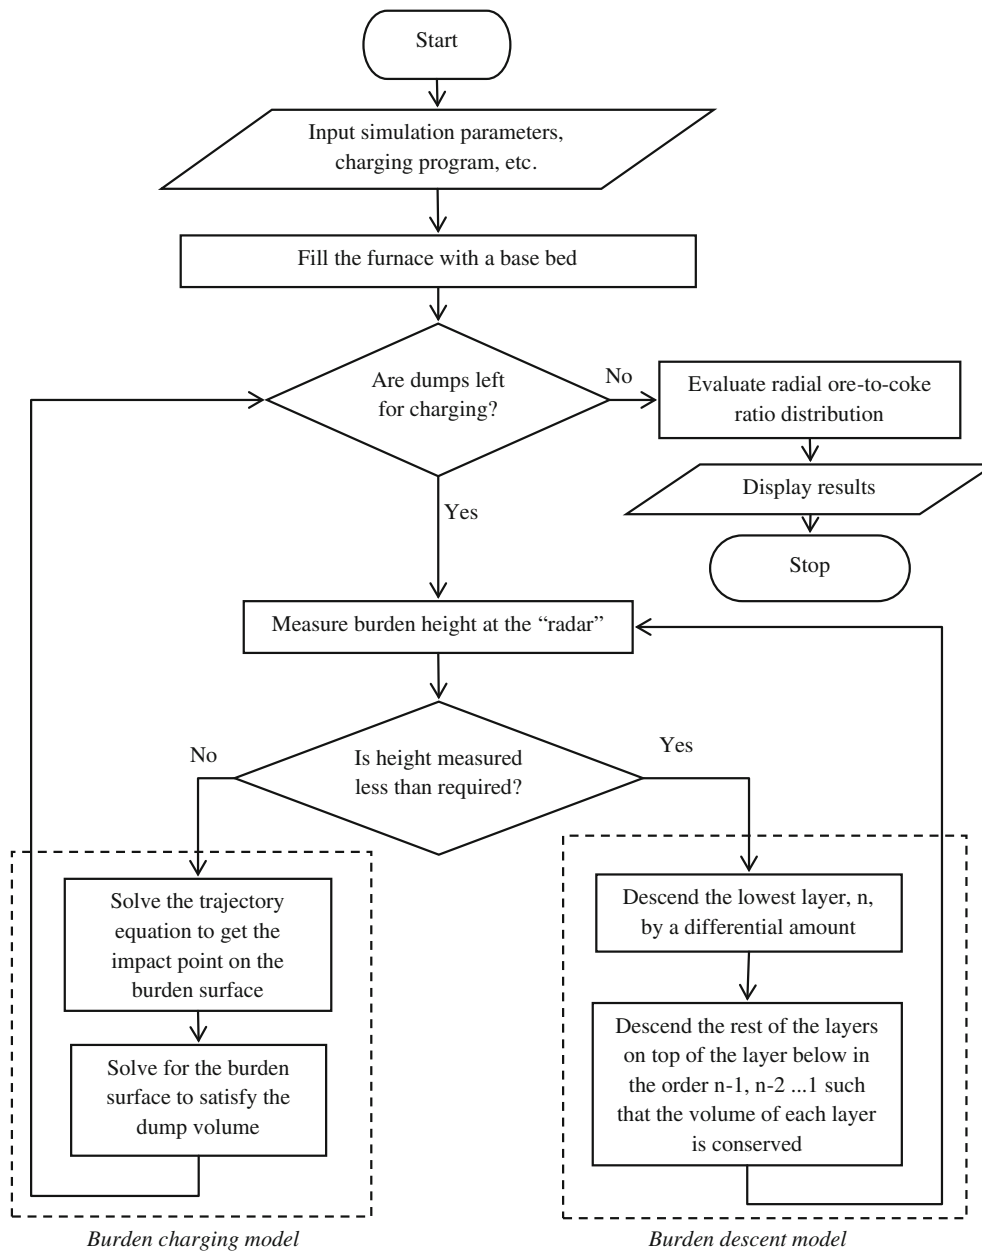 Start
Input simulation parameters,
charging program, etc.
Fill the furnace with a base bed
Are dumps left
for charging?
No
Evaluate radial ore-to-coke
ratio distribution
Display results
Stop
Yes
Measure burden height at the “radar”
Is height measured
less than required?
No
Yes
Solve the trajectory
equation to get the
impact point on the
burden surface
Solve for the burden
surface to satisfy the
dump volume
Burden charging model
Descend the lowest layer, n,
by a differential amount
Descend the rest of the layers
on top of the layer below in
the order n-1, n-2 ...1 such
that the volume of each layer
is conserved
Burden descent model